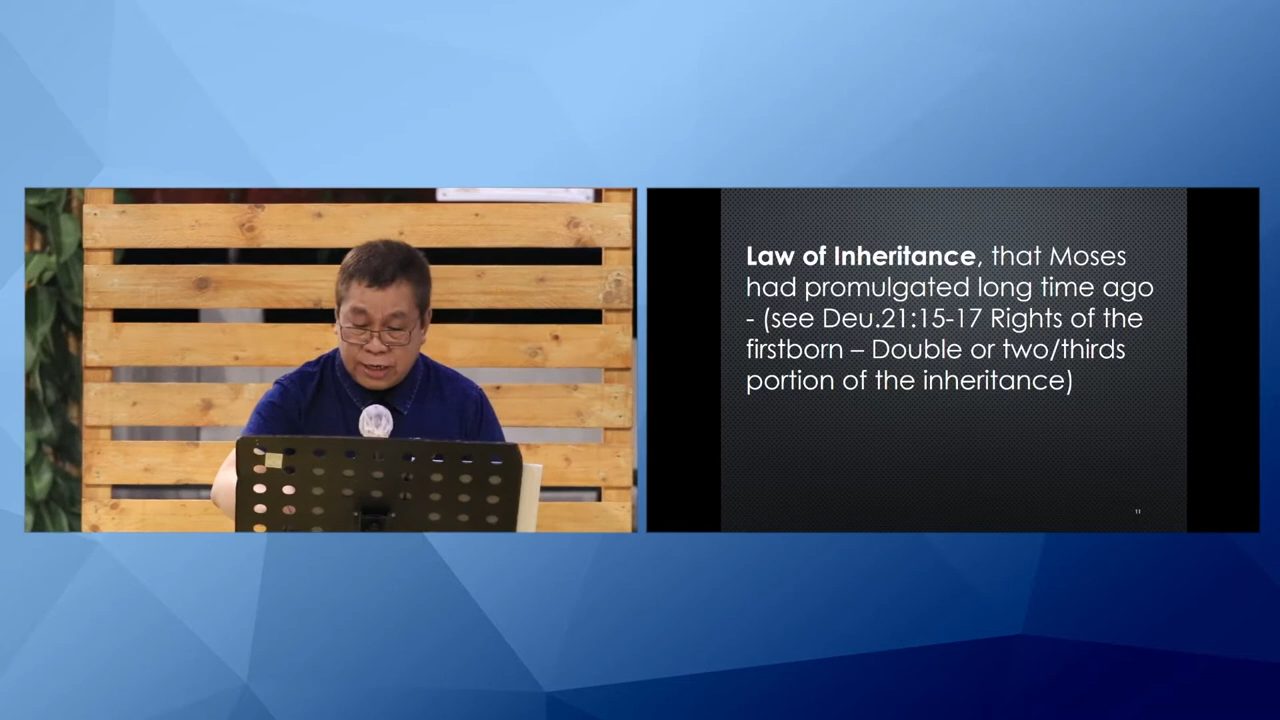 Law of Inheritance, that Moses
had promulgated long time ago
- (see Deu.21:15-17 Rights of the
firstborn – Double or two/thirds
portion of the inheritance)
11